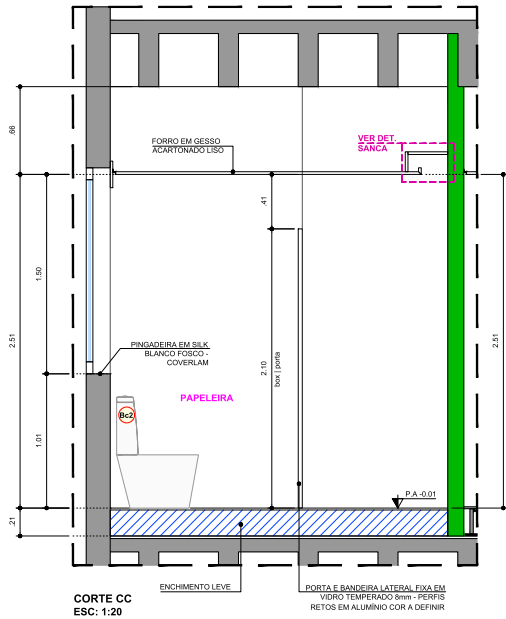 .66
FORRO EM GESSO
ACARTONADO LISO
VER DET.
SANCA
.41
1.50
2.51
2.51
PINGADEIRA EM SILK
BLANCO FOSCO -
COVERLAM
2.10
box | porta
PAPELEIRA
Bc2
1.01
P.A -0.01
.21
ENCHIMENTO LEVE
PORTA E BANDEIRA LATERAL FIXA EM
VIDRO TEMPERADO 8mm - PERFIS
RETOS EM ALUMÍNIO COR A DEFINIR
CORTE CC
ESC: 1:20